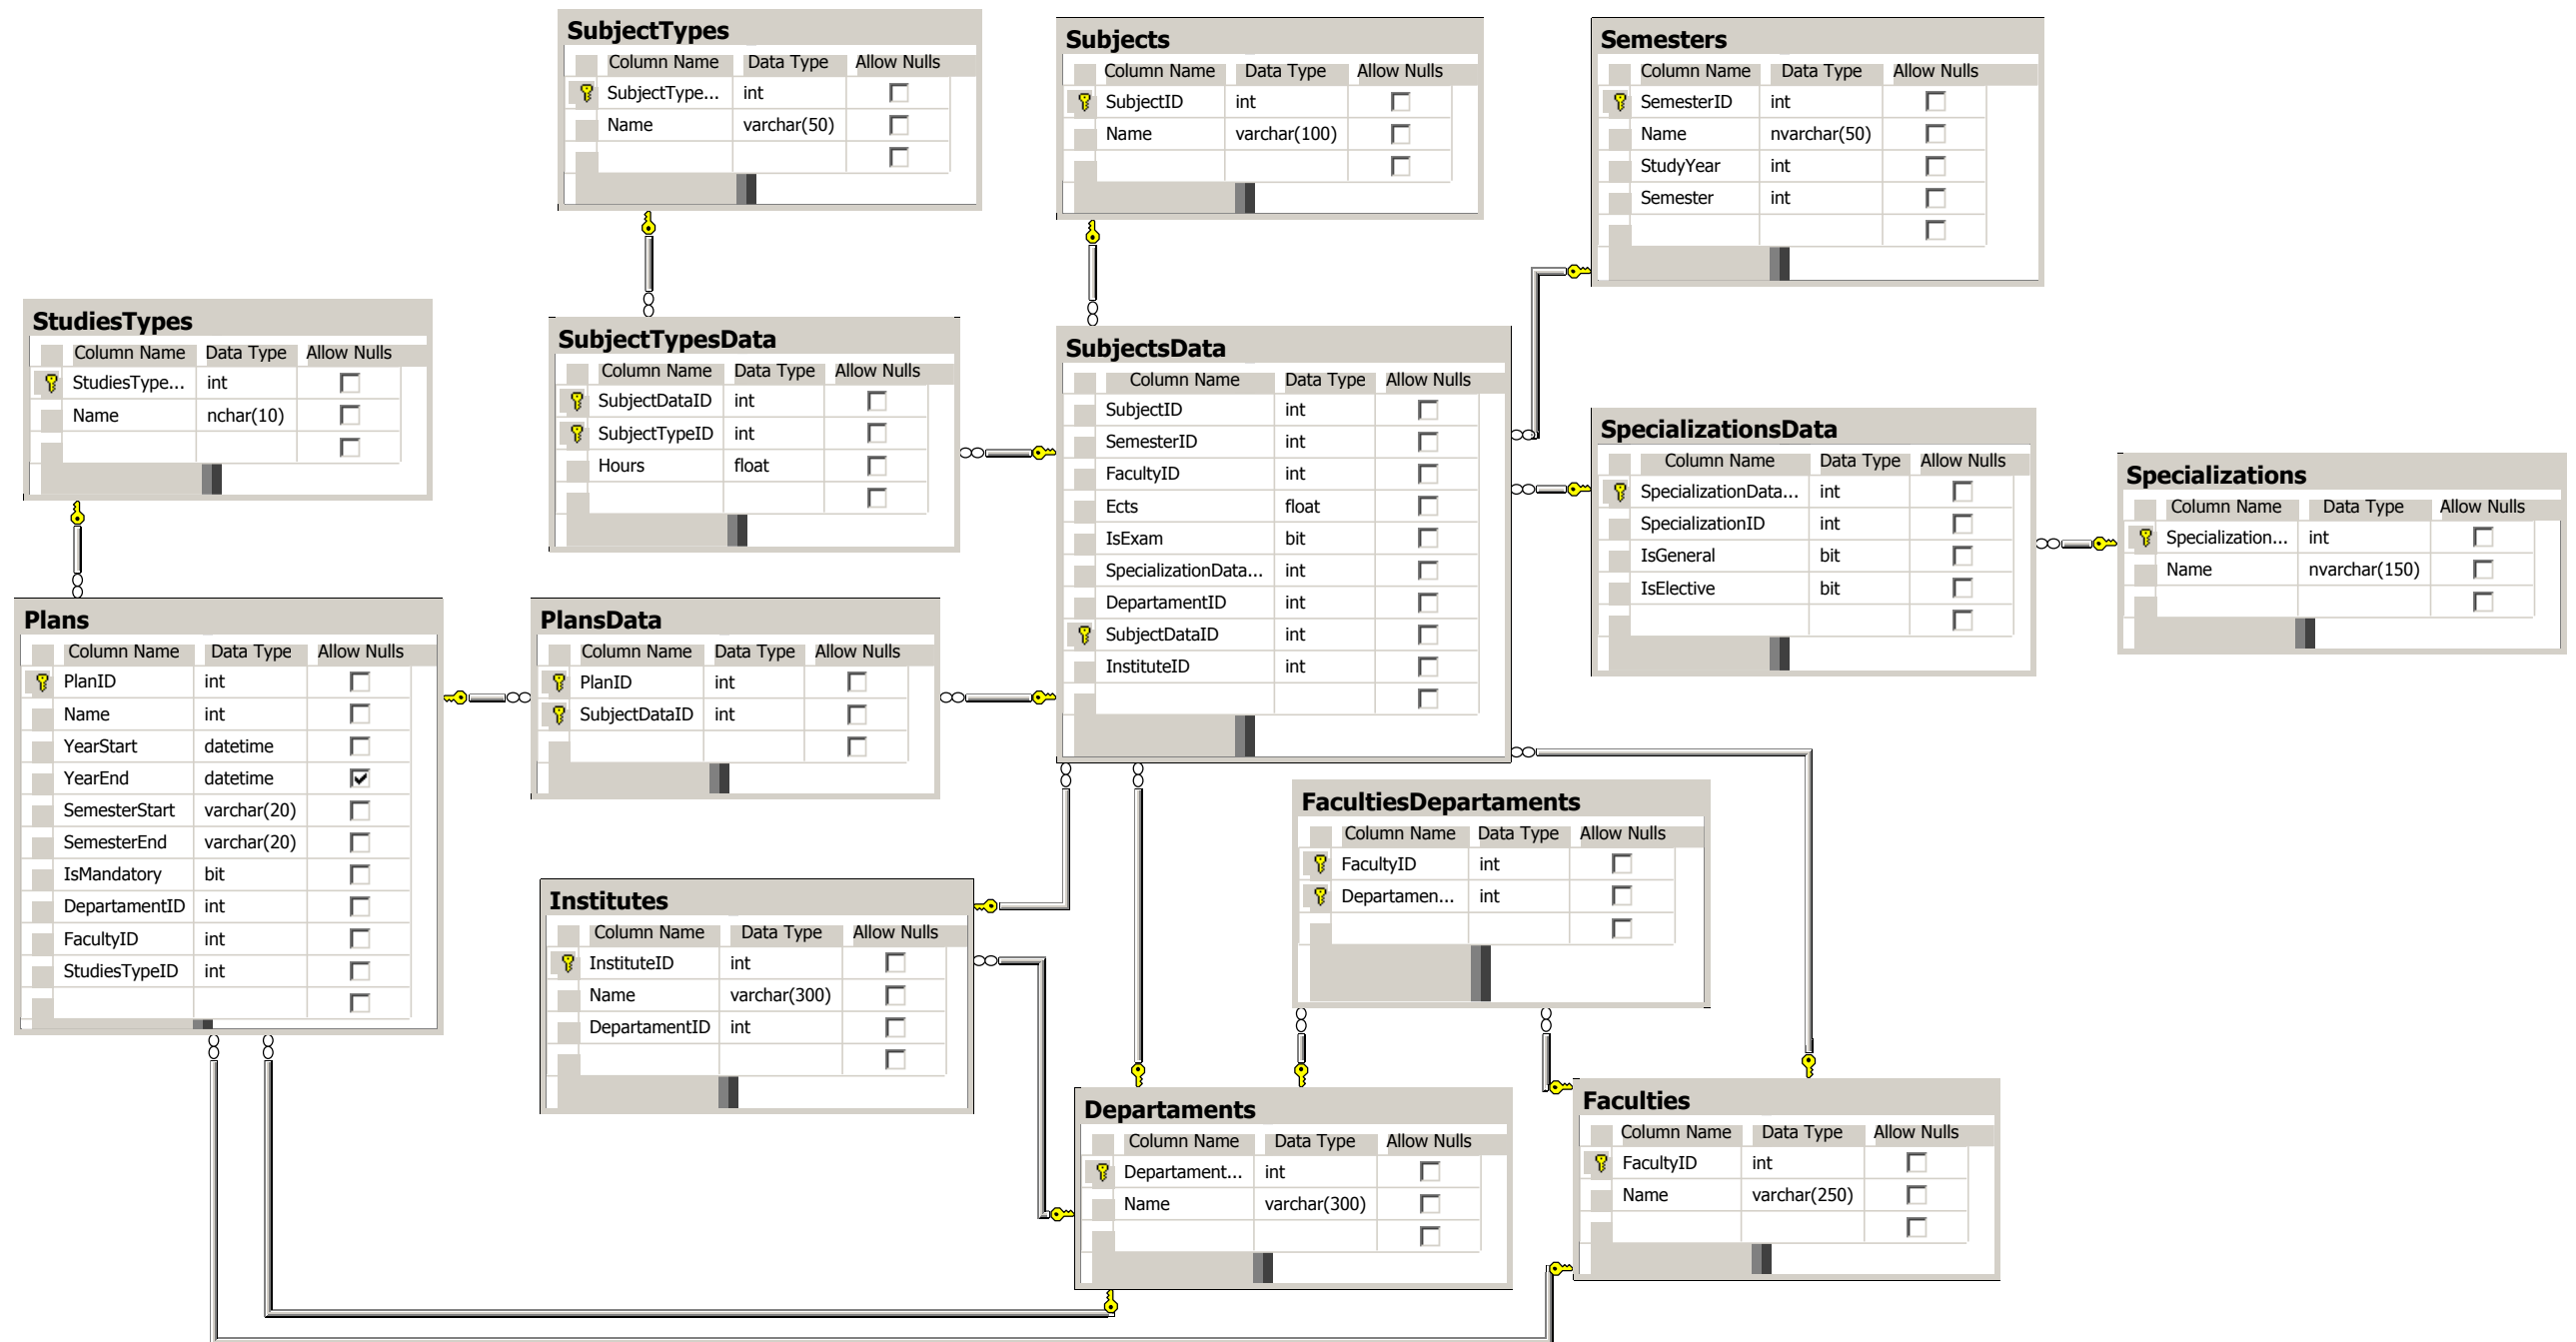 SubjectTypes
Column Name Data Type Allow Nulls
SubjectType... int
Name varchar(50)
Subjects
Column Name Data Type Allow Nulls
SubjectID int
Name varchar(100)
Semesters
Column Name Data Type Allow Nulls
SemesterID int
Name nvarchar(50)
StudyYear int
Semester int
StudiesTypes
Column Name Data Type Allow Nulls
StudiesType... int
Name nchar(10)
SubjectTypesData
Column Name Data Type Allow Nulls
SubjectDataID int
SubjectTypeID int
Hours float
SubjectsData
Column Name Data Type Allow Nulls
SubjectID int
SemesterID int
FacultyID int
Ects float
IsExam bit
SpecializationData... int
DepartamentID int
SubjectDataID int
InstituteID int
SpecializationsData
Column Name Data Type Allow Nulls
SpecializationData... int
SpecializationID int
IsGeneral bit
IsElective bit
Specializations
Column Name Data Type Allow Nulls
Specialization... int
Name nvarchar(150)
Plans
Column Name Data Type Allow Nulls
PlanID int
Name int
YearStart datetime
YearEnd datetime
SemesterStart varchar(20)
SemesterEnd varchar(20)
IsMandatory bit
DepartamentID int
FacultyID int
StudiesTypeID int
PlansData
Column Name Data Type Allow Nulls
PlanID int
SubjectDataID int
FacultiesDepartaments
Column Name Data Type Allow Nulls
FacultyID int
Departamen... int
Institutes
Column Name Data Type Allow Nulls
InstituteID int
Name varchar(300)
DepartamentID int
Departaments
Column Name Data Type Allow Nulls
Departament... int
Name varchar(300)
Faculties
Column Name Data Type Allow Nulls
FacultyID int
Name varchar(250)